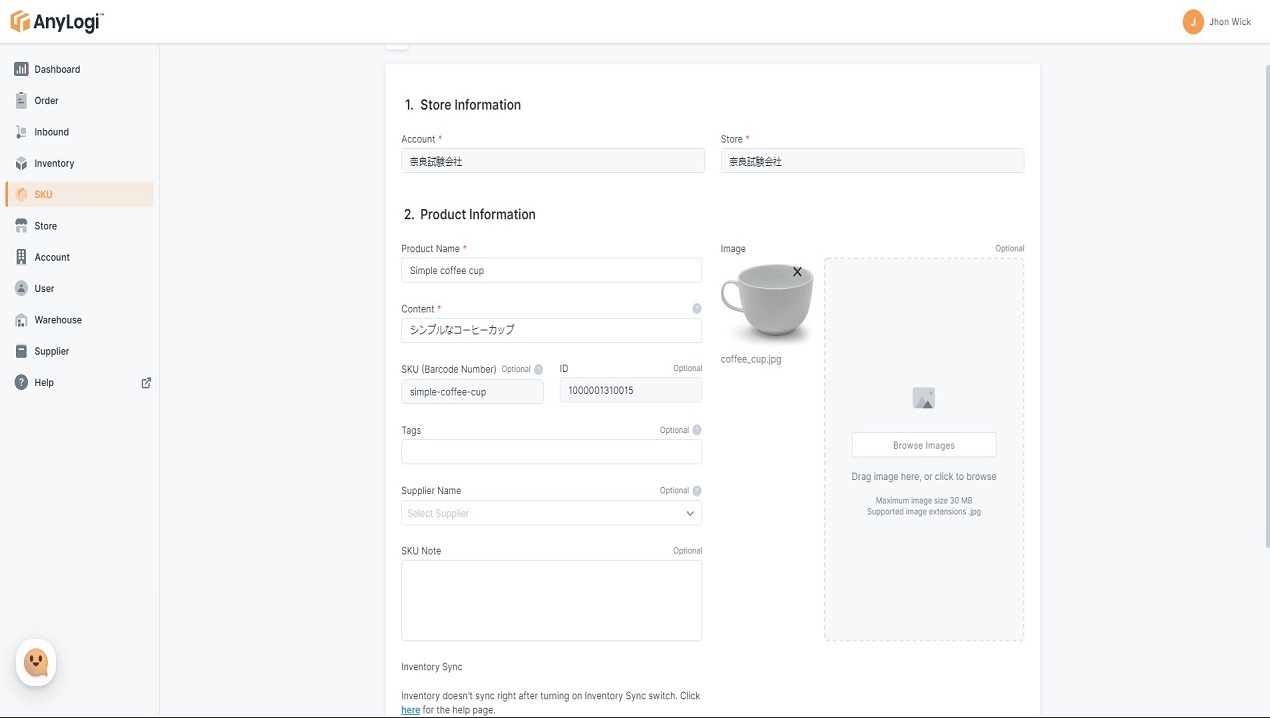 AnyLogi™
J
Jhon Wick
Dashboard
Order
Inbound
Inventory
SKU
Store
Account
User
Warehouse
Supplier
? Help
1. Store Information
Account * Store *
奈良試験会社 奈良試験会社
2. Product Information
Product Name *
Simple coffee cup
Content * ?
シンプルなコーヒーカップ
SKU (Barcode Number) Optional ? ID Optional
simple-coffee-cup 1000001310015
Tags Optional ?
Supplier Name Optional ?
Select Supplier
SKU Note Optional
Image Optional
X
coffee_cup.jpg
Browse Images
Drag image here, or click to browse
Maximum image size 30 MB
Supported image extensions .jpg
Inventory Sync
Inventory doesn't sync right after turning on Inventory Sync switch. Click
here for the help page.